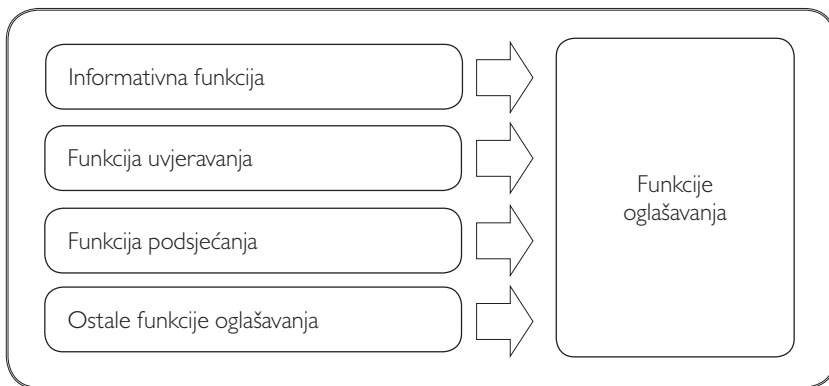 Informativna funkcija
Funkcija uvjeravanja
Funkcija podsjećanja
Ostale funkcije oglašavanja
Funkcije
oglašavanja